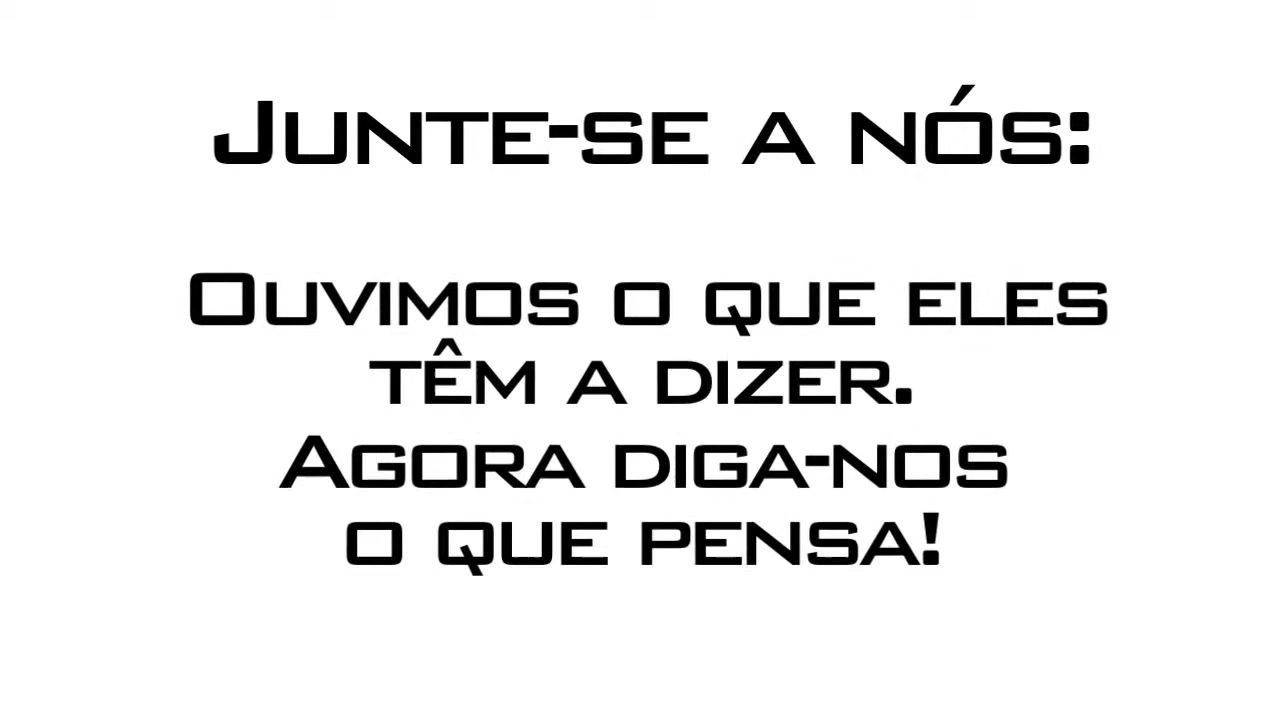 Junte-se a nós:
Ouvimos o que eles
têm a dizer.
Agora diga-nos
o que pensa!